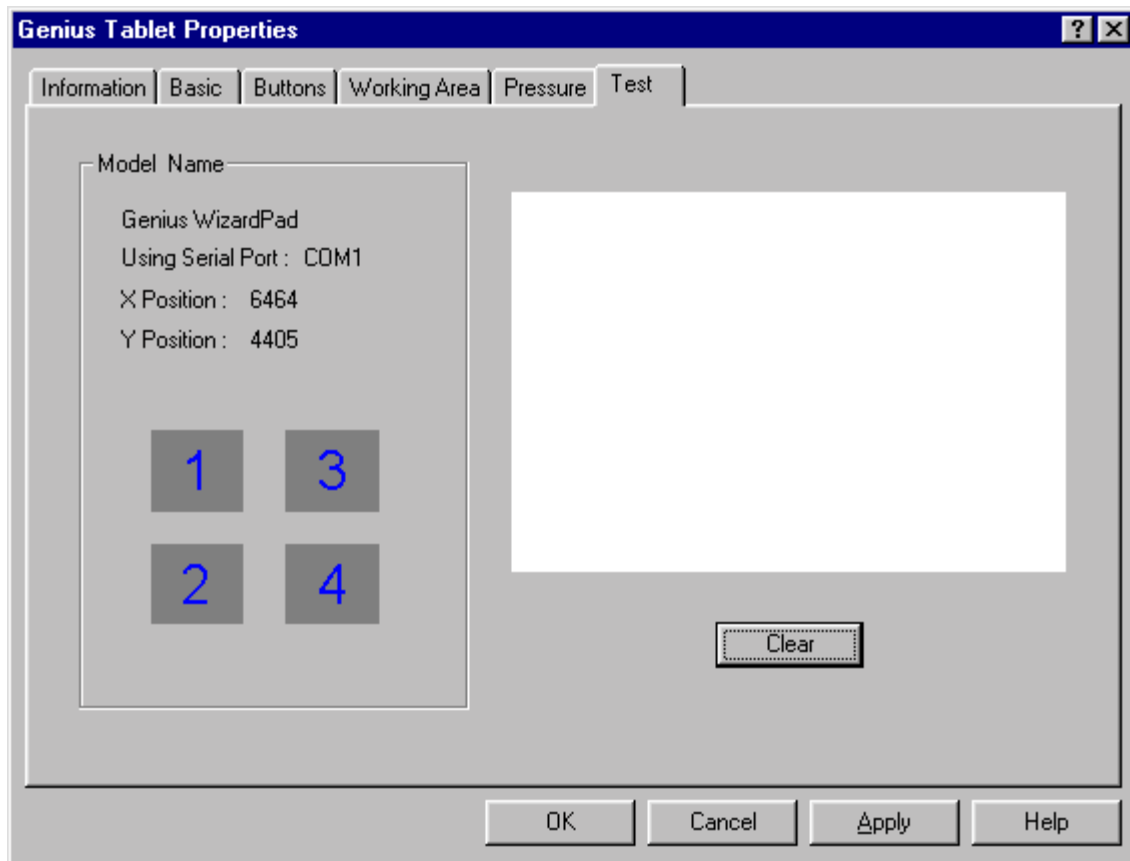 Genius Tablet Properties
Information Basic Buttons Working Area Pressure Test
Model Name
Genius WizardPad
Using Serial Port : COM1
X Position : 6464
Y Position : 4405
1 3
2 4
Clear
OK Cancel Apply Help